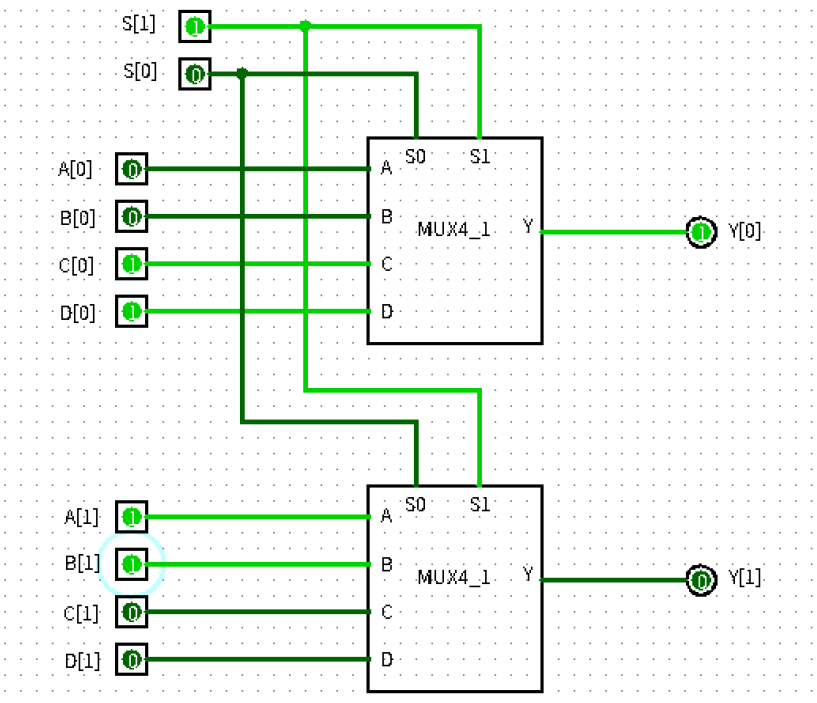 S[1] 1
S[0] 0
S0 S1
A[0] 0 A
B[0] 0 B
MUX4_1 Y 1 Y[0]
C[0] 1 C
D[0] 1 D
S0 S1
A[1] 1 A
B[1] 1 B
MUX4_1 Y 0 Y[1]
C[1] 0 C
D[1] 0 D